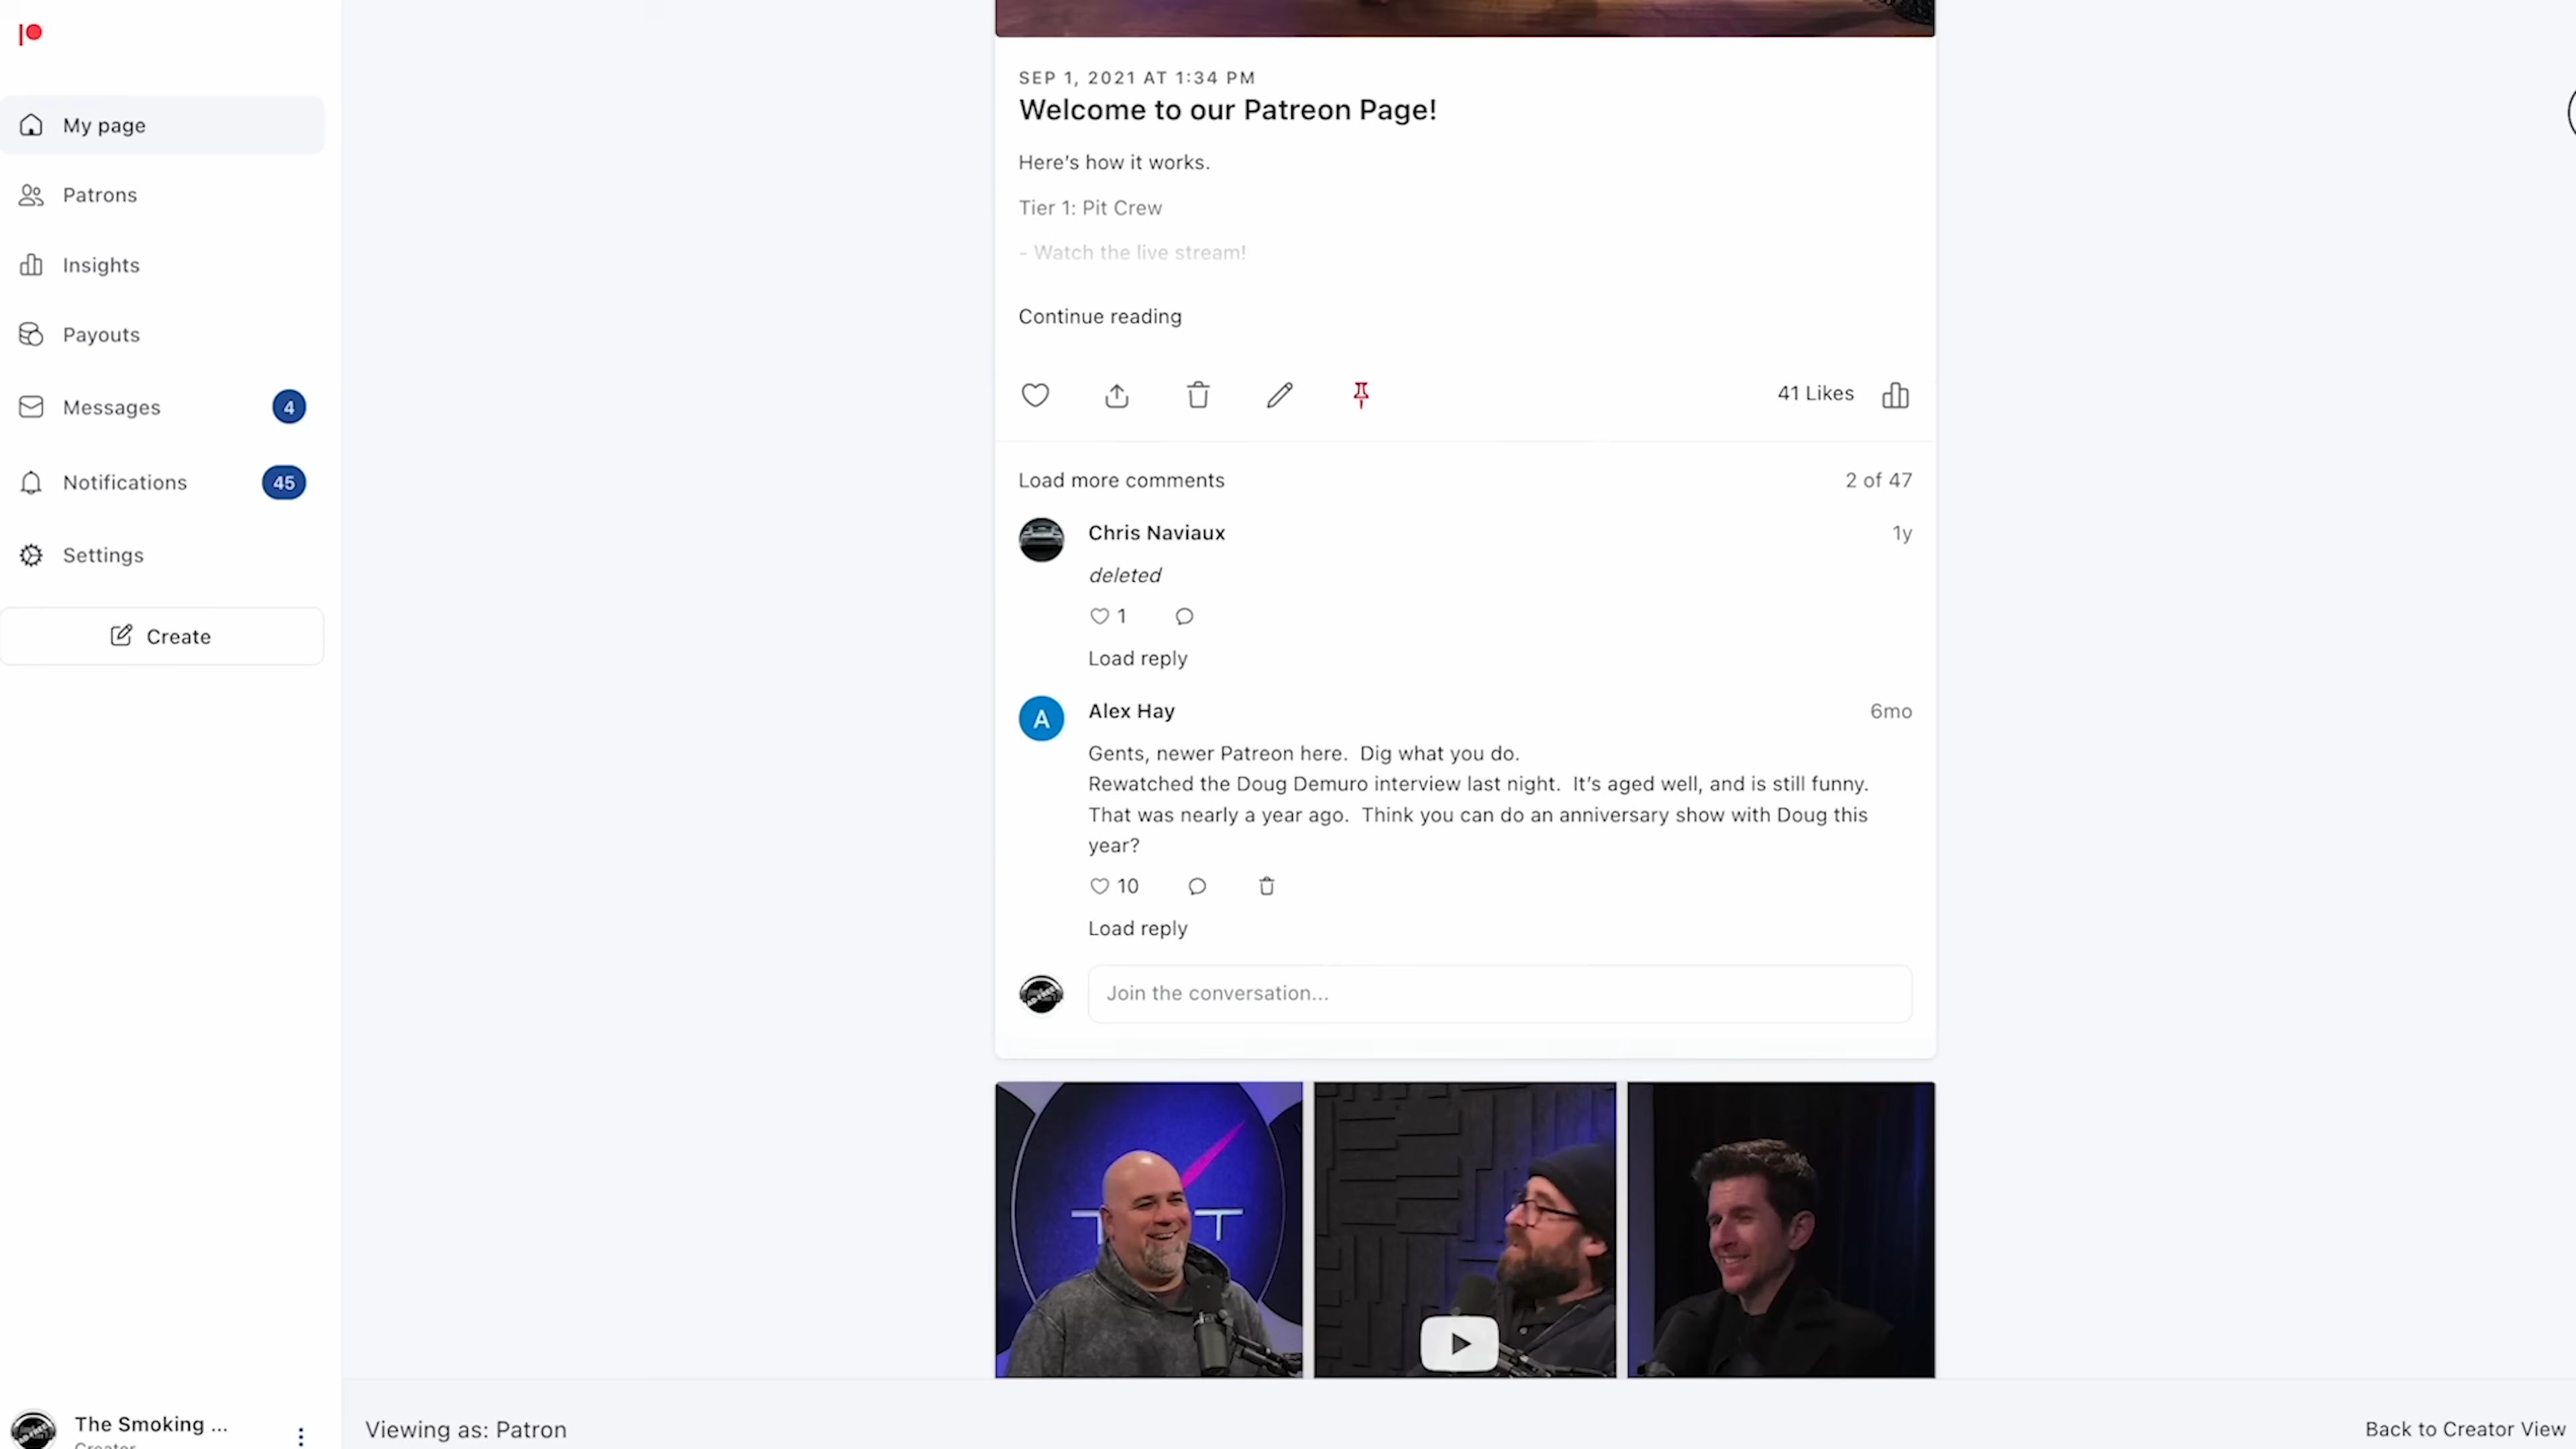 My page
Patrons
Insights
Payouts
Messages 4
Notifications 45
Settings
Create
SEP 1, 2021 AT 1:34 PM
Welcome to our Patreon Page!
Here's how it works.
Tier 1: Pit Crew
- Watch the live stream!
Continue reading
41 Likes
Load more comments 2 of 47
Chris Naviaux 1y
deleted
1
Load reply
A
Alex Hay 6mo
Gents, newer Patreon here.  Dig what you do.
Rewatched the Doug Demuro interview last night.  It's aged well, and is still funny.
That was nearly a year ago.  Think you can do an anniversary show with Doug this
year?
10
Load reply
Join the conversation...
T T
The Smoking ...
Creator
Viewing as: Patron
Back to Creator View